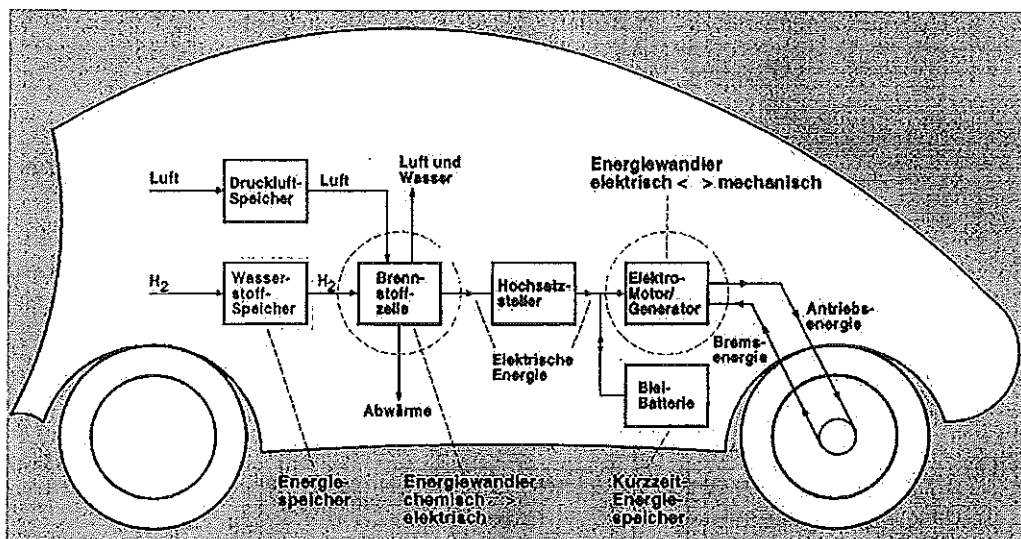 Luft
Druckluft-
Speicher
Luft
Luft und
Wasser
Energiewandler
elektrisch < > mechanisch
H2
Wasser-
stoff-
Speicher
H2
Brenn-
stoff-
zelle
Hochsetz-
steller
Elektro-
Motor/
Generator
Antriebs-
energie
Brems-
energie
Elektrische
Energie
Abwärme
Blei-
Batterie
Energie-
speicher
Energiewandler
chemisch >
elektrisch
Kurzzeit-
Energie-
speicher